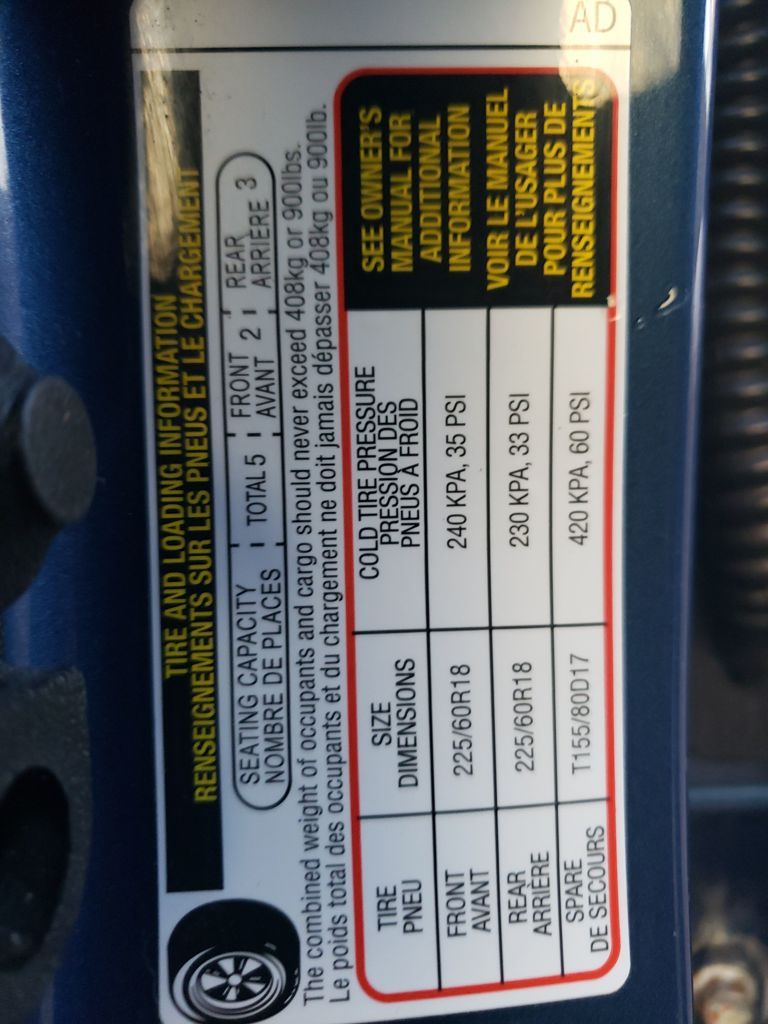 AD
TIRE AND LOADING INFORMATION
RENSEIGNEMENTS SUR LES PNEUS ET LE CHARGEMENT
SEATING CAPACITY
NOMBRE DE PLACES
TOTAL 5
FRONT
AVANT 2
REAR
ARRIÈRE 3
The combined weight of occupants and cargo should never exceed 408kg or 900lbs.
Le poids total des occupants et du chargement ne doit jamais dépasser 408kg ou 900lb.
TIRE
PNEU
SIZE
DIMENSIONS
COLD TIRE PRESSURE
PRESSION DES
PNEUS À FROID
FRONT
AVANT
225/60R18
240 KPA, 35 PSI
REAR
ARRIÈRE
225/60R18
230 KPA, 33 PSI
SPARE
DE SECOURS
T155/80D17
420 KPA, 60 PSI
SEE OWNER'S
MANUAL FOR
ADDITIONAL
INFORMATION
VOIR LE MANUEL
DE L'USAGER
POUR PLUS DE
RENSEIGNEMENTS